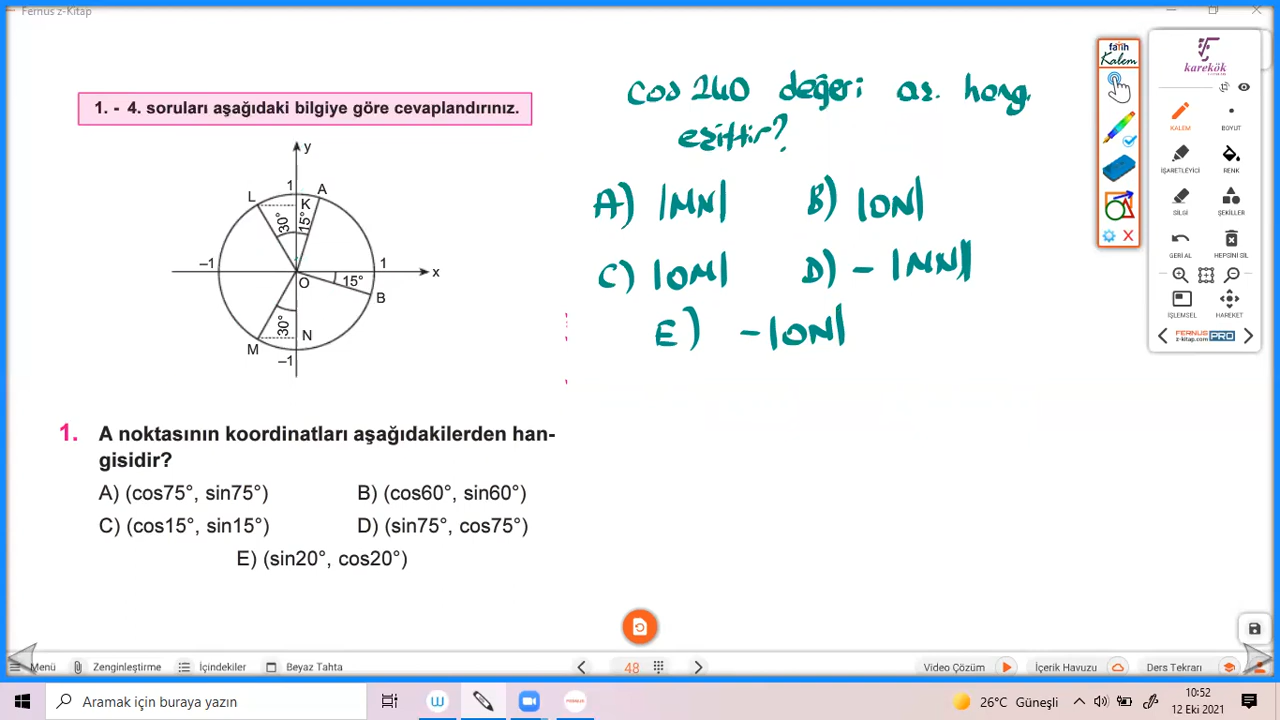 Fernus z-Kitap
1. - 4. soruları aşağıdaki bilgiye göre cevaplandırınız.
y
1
A
L
K
30°
15°
–1
1
x
O
15°
B
30°
N
M
–1
1. A noktasının koordinatları aşağıdakilerden han-
gisidir?
A) (cos75°, sin75°) B) (cos60°, sin60°)
C) (cos15°, sin15°) D) (sin75°, cos75°)
E) (sin20°, cos20°)
cos 240 değeri aş. hang.
eşittir?
A) |MN| B) |ON|
C) |OM| D) - |MN|
E) - |ON|
fatih
Kalem
karekök
KALEM BOYUT
İŞARETLEYİCİ RENK
SİLGİ ŞEKİLLER
GERİ AL HEPSİNİ SİL
İŞLEMSEL HAREKET
FERNUS PRO
z-kitap.com
Menü Zenginleştirme İçindekiler Beyaz Tahta 48 Video Çözüm İçerik Havuzu Ders Tekrarı
Aramak için buraya yazın 26°C Güneşli 10:52
12 Eki 2021